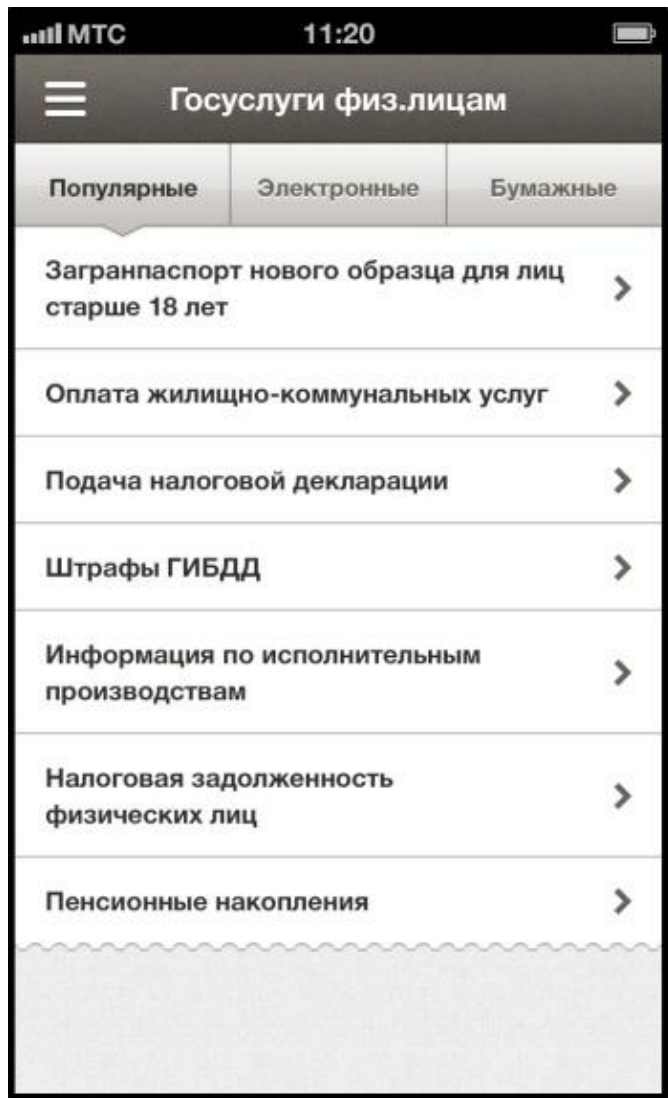 МТС 11:20
Госуслуги физ.лицам
Популярные Электронные Бумажные
Загранпаспорт нового образца для лиц
старше 18 лет
Оплата жилищно-коммунальных услуг
Подача налоговой декларации
Штрафы ГИБДД
Информация по исполнительным
производствам
Налоговая задолженность
физических лиц
Пенсионные накопления